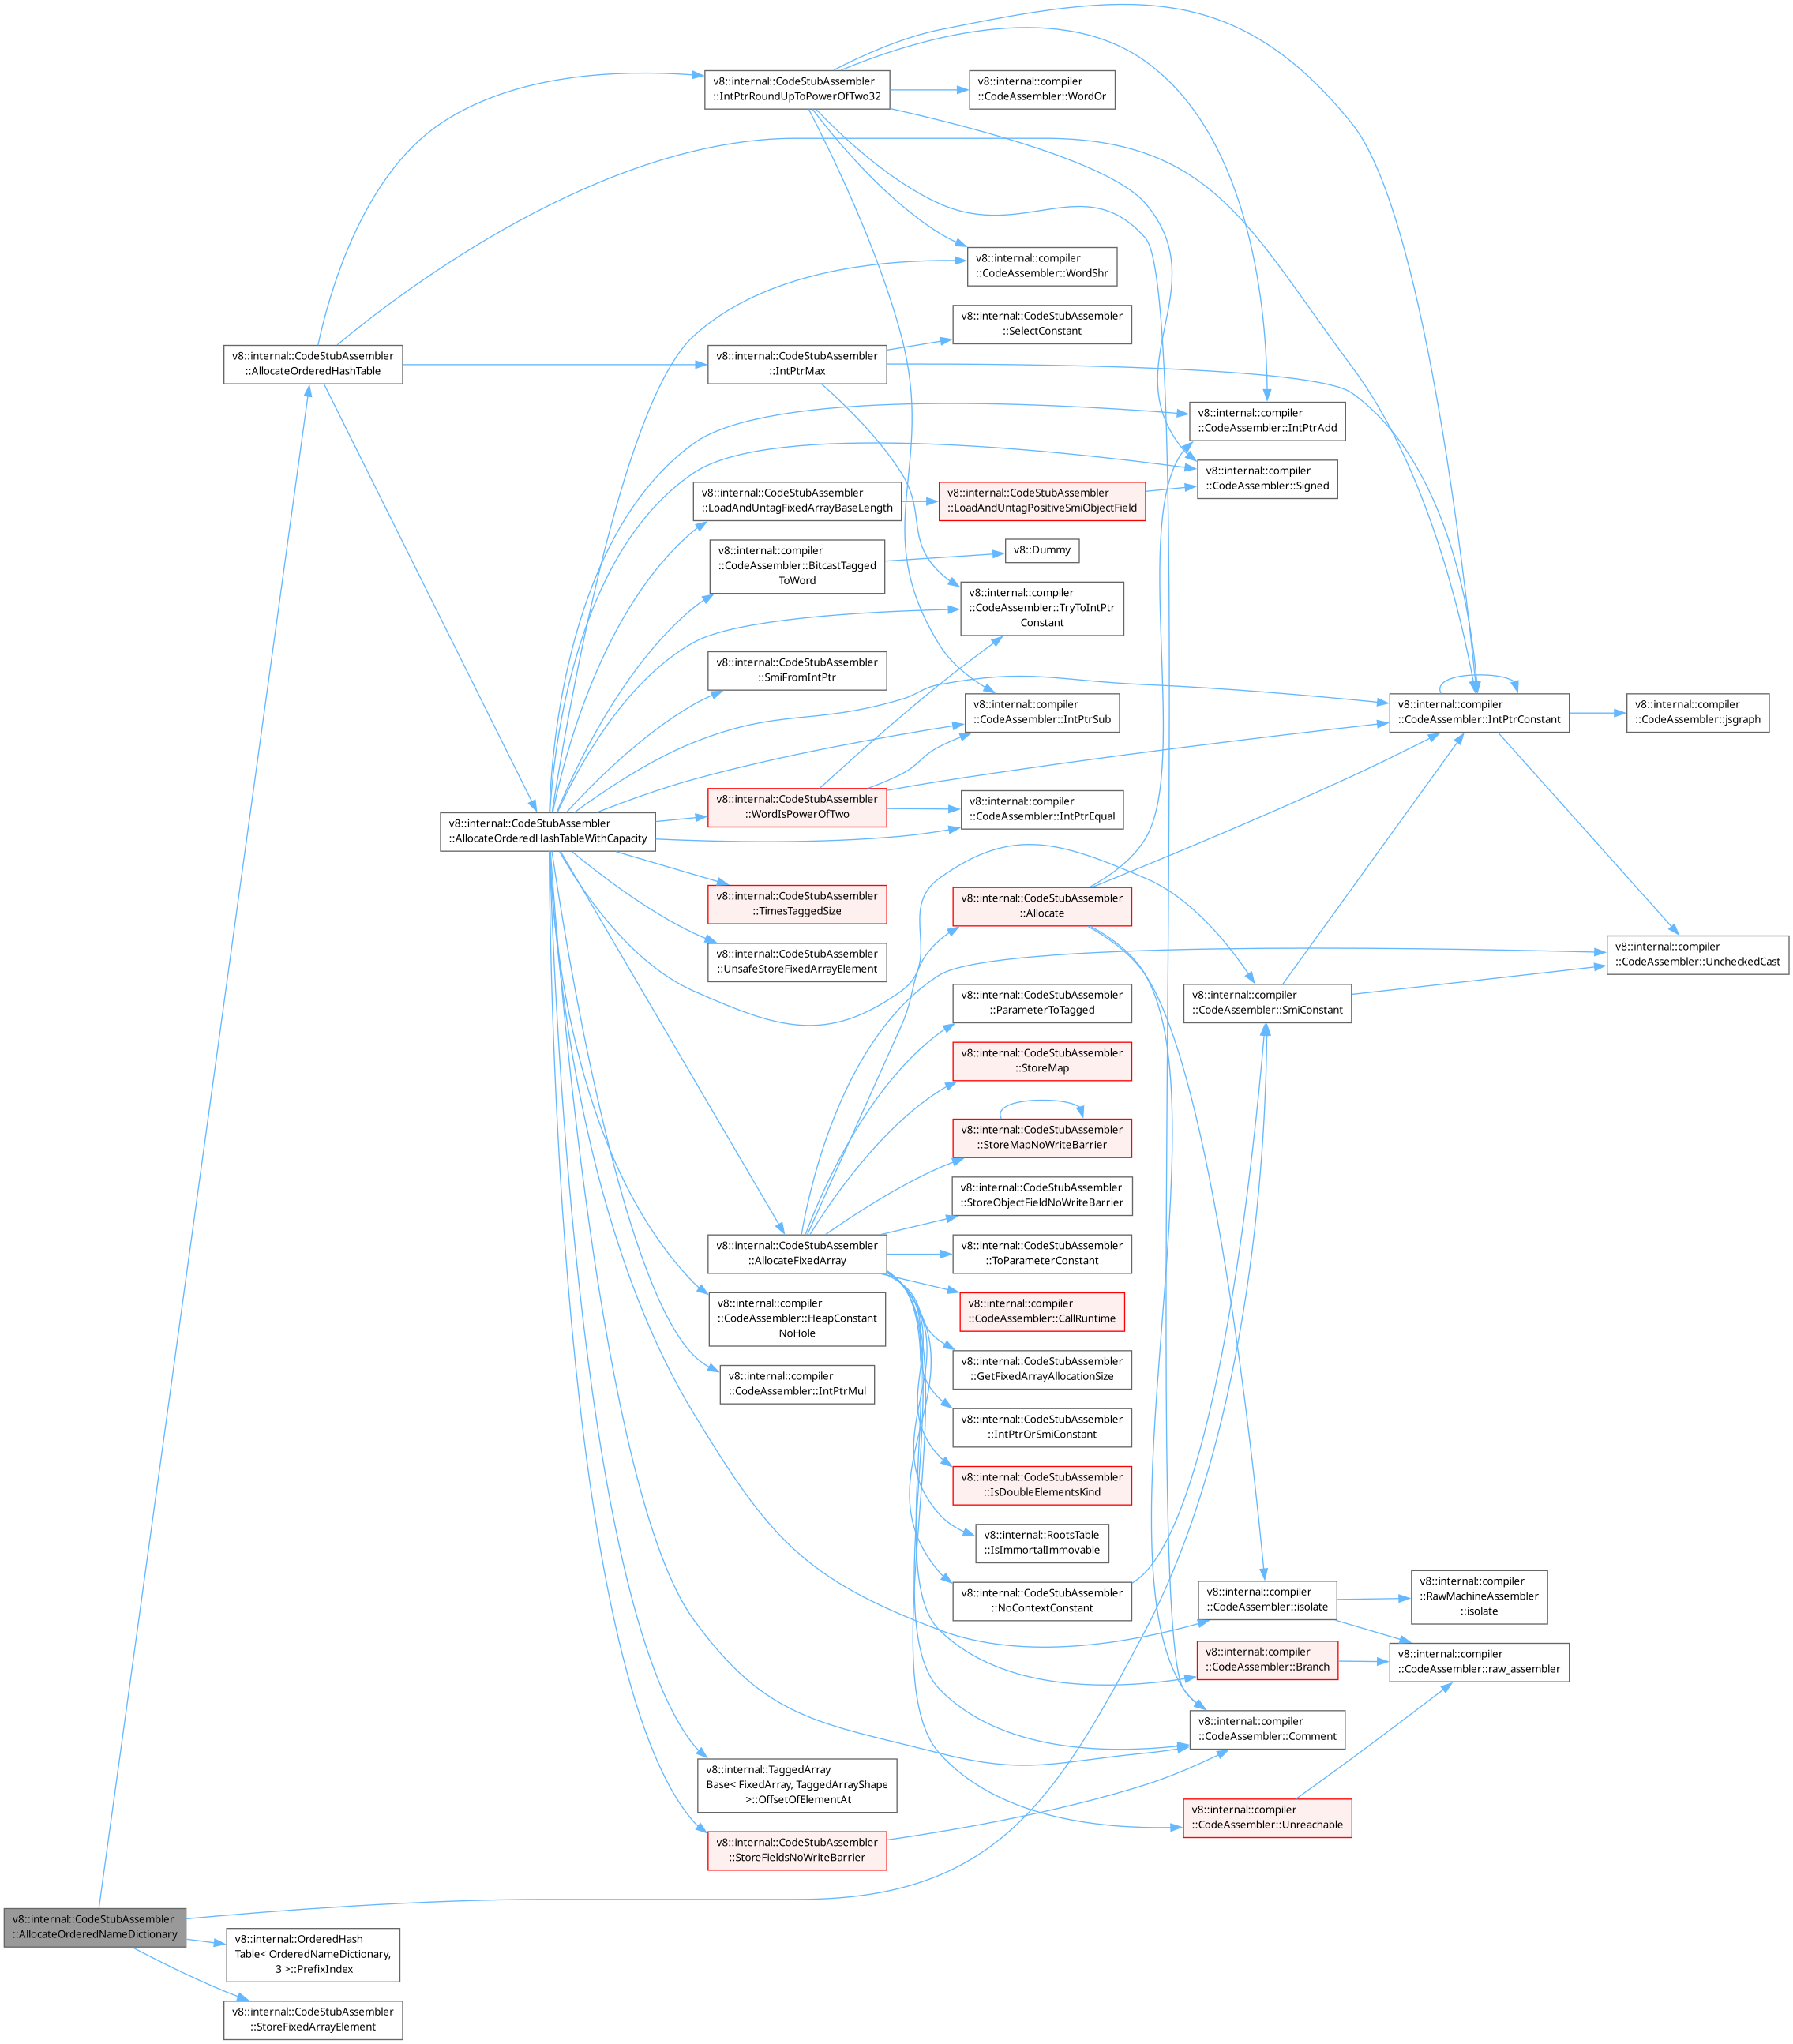 v8::internal::CodeStubAssembler
::IntPtrRoundUpToPowerOfTwo32
v8::internal::compiler
::CodeAssembler::WordOr
v8::internal::compiler
::CodeAssembler::WordShr
v8::internal::CodeStubAssembler
::SelectConstant
v8::internal::CodeStubAssembler
::AllocateOrderedHashTable
v8::internal::CodeStubAssembler
::IntPtrMax
v8::internal::compiler
::CodeAssembler::IntPtrAdd
v8::internal::compiler
::CodeAssembler::Signed
v8::internal::CodeStubAssembler
::LoadAndUntagFixedArrayBaseLength
v8::internal::CodeStubAssembler
::LoadAndUntagPositiveSmiObjectField
v8::internal::compiler
::CodeAssembler::BitcastTagged
ToWord
v8::Dummy
v8::internal::compiler
::CodeAssembler::TryToIntPtr
Constant
v8::internal::CodeStubAssembler
::SmiFromIntPtr
v8::internal::compiler
::CodeAssembler::IntPtrSub
v8::internal::compiler
::CodeAssembler::IntPtrConstant
v8::internal::compiler
::CodeAssembler::jsgraph
v8::internal::CodeStubAssembler
::AllocateOrderedHashTableWithCapacity
v8::internal::CodeStubAssembler
::WordIsPowerOfTwo
v8::internal::compiler
::CodeAssembler::IntPtrEqual
v8::internal::CodeStubAssembler
::TimesTaggedSize
v8::internal::CodeStubAssembler
::Allocate
v8::internal::CodeStubAssembler
::UnsafeStoreFixedArrayElement
v8::internal::compiler
::CodeAssembler::UncheckedCast
v8::internal::CodeStubAssembler
::ParameterToTagged
v8::internal::compiler
::CodeAssembler::SmiConstant
v8::internal::CodeStubAssembler
::StoreMap
v8::internal::CodeStubAssembler
::StoreMapNoWriteBarrier
v8::internal::CodeStubAssembler
::StoreObjectFieldNoWriteBarrier
v8::internal::CodeStubAssembler
::AllocateFixedArray
v8::internal::CodeStubAssembler
::ToParameterConstant
v8::internal::compiler
::CodeAssembler::HeapConstant
NoHole
v8::internal::compiler
::CodeAssembler::CallRuntime
v8::internal::compiler
::CodeAssembler::IntPtrMul
v8::internal::CodeStubAssembler
::GetFixedArrayAllocationSize
v8::internal::CodeStubAssembler
::IntPtrOrSmiConstant
v8::internal::CodeStubAssembler
::IsDoubleElementsKind
v8::internal::RootsTable
::IsImmortalImmovable
v8::internal::CodeStubAssembler
::NoContextConstant
v8::internal::compiler
::CodeAssembler::isolate
v8::internal::compiler
::RawMachineAssembler
::isolate
v8::internal::compiler
::CodeAssembler::Branch
v8::internal::compiler
::CodeAssembler::raw_assembler
v8::internal::compiler
::CodeAssembler::Comment
v8::internal::TaggedArray
Base< FixedArray, TaggedArrayShape
>::OffsetOfElementAt
v8::internal::compiler
::CodeAssembler::Unreachable
v8::internal::CodeStubAssembler
::StoreFieldsNoWriteBarrier
v8::internal::CodeStubAssembler
::AllocateOrderedNameDictionary
v8::internal::OrderedHash
Table< OrderedNameDictionary,
3 >::PrefixIndex
v8::internal::CodeStubAssembler
::StoreFixedArrayElement